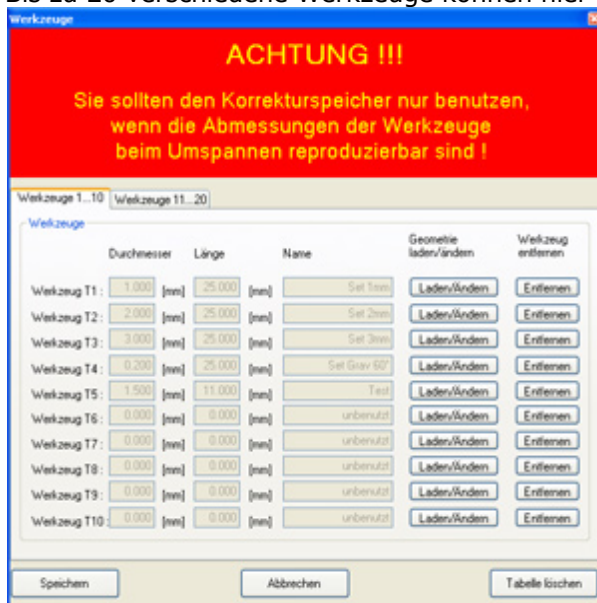 Bis zu 20 verschiedene Werkzeuge können hier
Werkzeuge
ACHTUNG !!!
Sie sollten den Korrekturspeicher nur benutzen,
wenn die Abmessungen der Werkzeuge
beim Umspannen reproduzierbar sind !
Werkzeuge 1...10 Werkzeuge 11...20
Werkzeuge
Durchmesser Länge Name Geometrie laden/ändern Werkzeug entfernen
Werkzeug T1 : 1.000 [mm] 25.000 [mm] Set 1mm Laden/Ändern Entfernen
Werkzeug T2 : 2.000 [mm] 25.000 [mm] Set 2mm Laden/Ändern Entfernen
Werkzeug T3 : 3.000 [mm] 25.000 [mm] Set 3mm Laden/Ändern Entfernen
Werkzeug T4 : 0.200 [mm] 25.000 [mm] Set Grav 60° Laden/Ändern Entfernen
Werkzeug T5 : 1.500 [mm] 11.000 [mm] Test Laden/Ändern Entfernen
Werkzeug T6 : 0.000 [mm] 0.000 [mm] unbenutzt Laden/Ändern Entfernen
Werkzeug T7 : 0.000 [mm] 0.000 [mm] unbenutzt Laden/Ändern Entfernen
Werkzeug T8 : 0.000 [mm] 0.000 [mm] unbenutzt Laden/Ändern Entfernen
Werkzeug T9 : 0.000 [mm] 0.000 [mm] unbenutzt Laden/Ändern Entfernen
Werkzeug T10 : 0.000 [mm] 0.000 [mm] unbenutzt Laden/Ändern Entfernen
Speichern Abbrechen Tabelle löschen